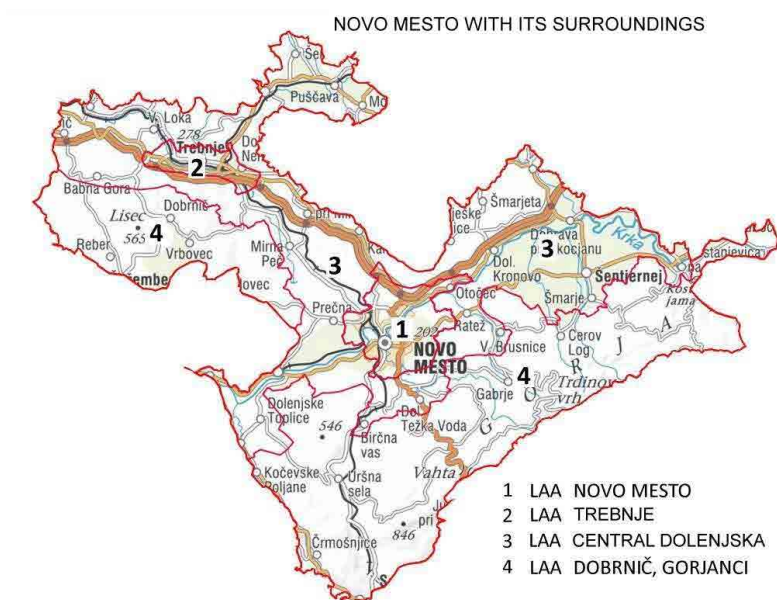 NOVO MESTO WITH ITS SURROUNDINGS
Še
Puščava
Mo
V. Loka
278
Trebnje
Do
Nem
2
Babna Gora
Dobrnič
Lisec
565
4
Reber
Vrbovec
Mirna
Peč
3
Prečna
Šmarjeta
Dol.
Kronovo
3
Krka
Šentjernej
Otočec
Šmarje
Kost
jama
1
202
NOVO
MESTO
Ratež
V. Brusnice
Cerov
Log
4
Gabrje
Trdinov
vrh
G O R J A
Dolenjske
Toplice
546
Dol.
Težka Voda
Birčna
vas
Vahta
Kočevske
Poljane
Uršna
sela
pri
846
Črmošnjice
1 LAA NOVO MESTO
2 LAA TREBNJE
3 LAA CENTRAL DOLENJSKA
4 LAA DOBRNIČ, GORJANCI